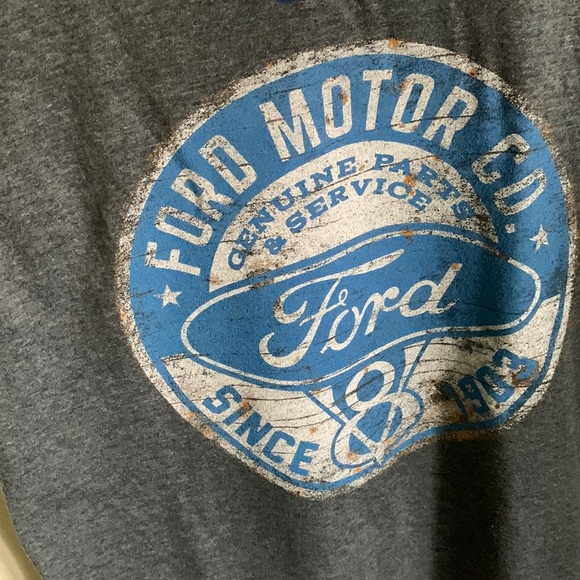 FORD MOTOR CO.
GENUINE PARTS
& SERVICE
Ford
8
SINCE 1903